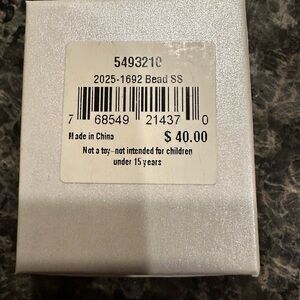 5493210
2025-1692 Bead SS
7 68549 21437 0
Made in China
$ 40.00
Not a toy-not intended for children
under 15 years